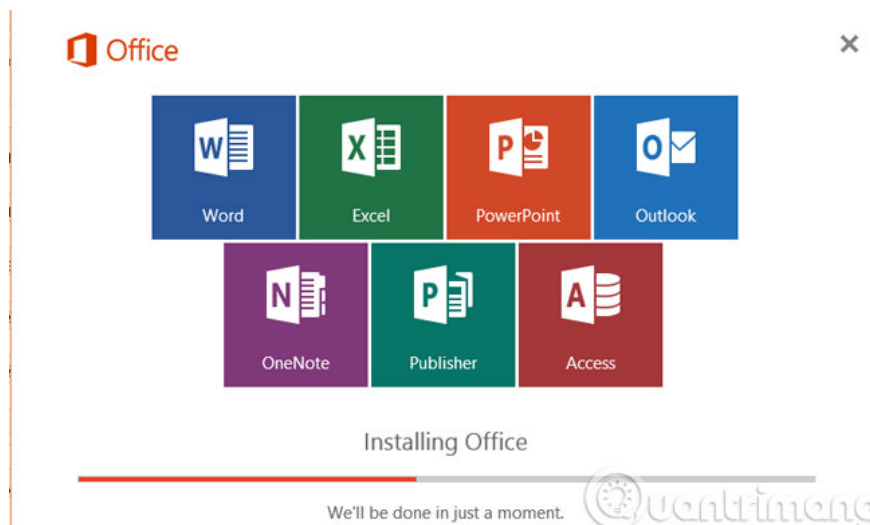 Office
Word Excel PowerPoint Outlook
OneNote Publisher Access
Installing Office
We'll be done in just a moment.
Quantrimang